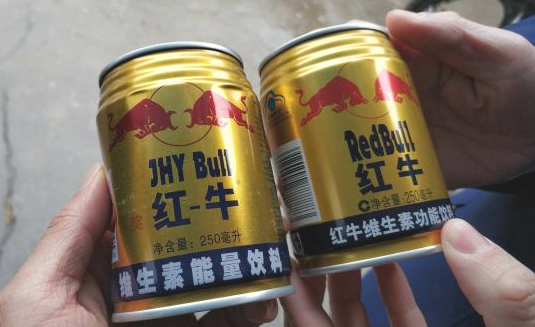 JHY Bull
红-牛
奖
净含量：250毫升
维生素能量饮料
RedBull
红牛
净含量:250毫升
红牛维生素功能饮料